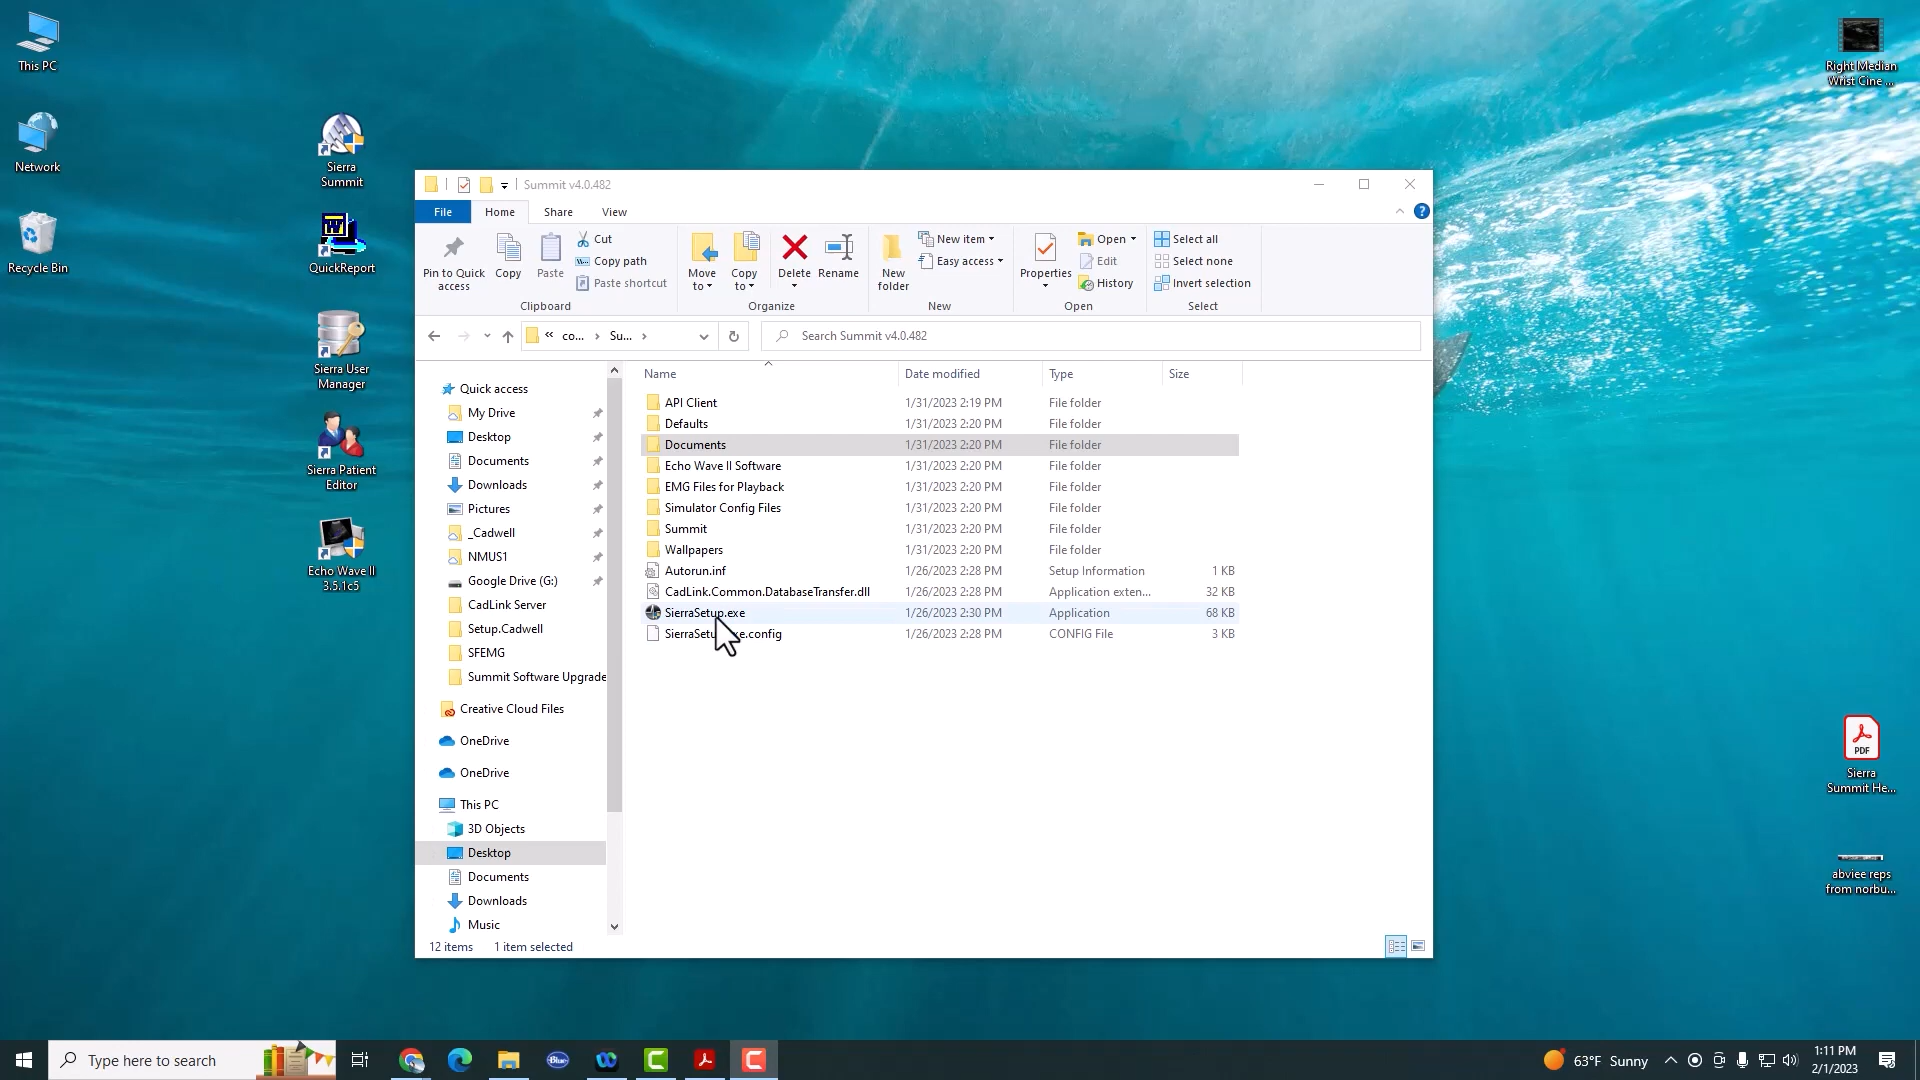 This PC
Network
Recycle Bin
Sierra
Summit
QuickReport
Sierra User
Manager
Sierra Patient
Editor
Echo Wave II
3.5.1c5
Right Median
Wrist Cine ...
PDF
Sierra
Summit He...
abviee reps
from norbu...
Summit v4.0.482
File Home Share View
Pin to Quick
access
Copy
Paste
Cut
Copy path
Paste shortcut
Clipboard
Move
to
Copy
to
Delete
Rename
Organize
New
folder
New item
Easy access
New
Properties
Open
Edit
History
Open
Select all
Select none
Invert selection
Select
« co... › Su... ›
Search Summit v4.0.482
Quick access
My Drive
Desktop
Documents
Downloads
Pictures
_Cadwell
NMUS1
Google Drive (G:)
CadLink Server
Setup.Cadwell
SFEMG
Summit Software Upgrade
Creative Cloud Files
OneDrive
OneDrive
This PC
3D Objects
Desktop
Documents
Downloads
Music
Name Date modified Type Size
API Client 1/31/2023 2:19 PM File folder
Defaults 1/31/2023 2:20 PM File folder
Documents 1/31/2023 2:20 PM File folder
Echo Wave II Software 1/31/2023 2:20 PM File folder
EMG Files for Playback 1/31/2023 2:20 PM File folder
Simulator Config Files 1/31/2023 2:20 PM File folder
Summit 1/31/2023 2:20 PM File folder
Wallpapers 1/31/2023 2:20 PM File folder
Autorun.inf 1/26/2023 2:28 PM Setup Information 1 KB
CadLink.Common.DatabaseTransfer.dll 1/26/2023 2:28 PM Application exten... 32 KB
SierraSetup.exe 1/26/2023 2:30 PM Application 68 KB
1/26/2023 2:28 PM CONFIG File 3 KB
12 items 1 item selected
Type here to search
Blue
63°F Sunny
1:11 PM
2/1/2023